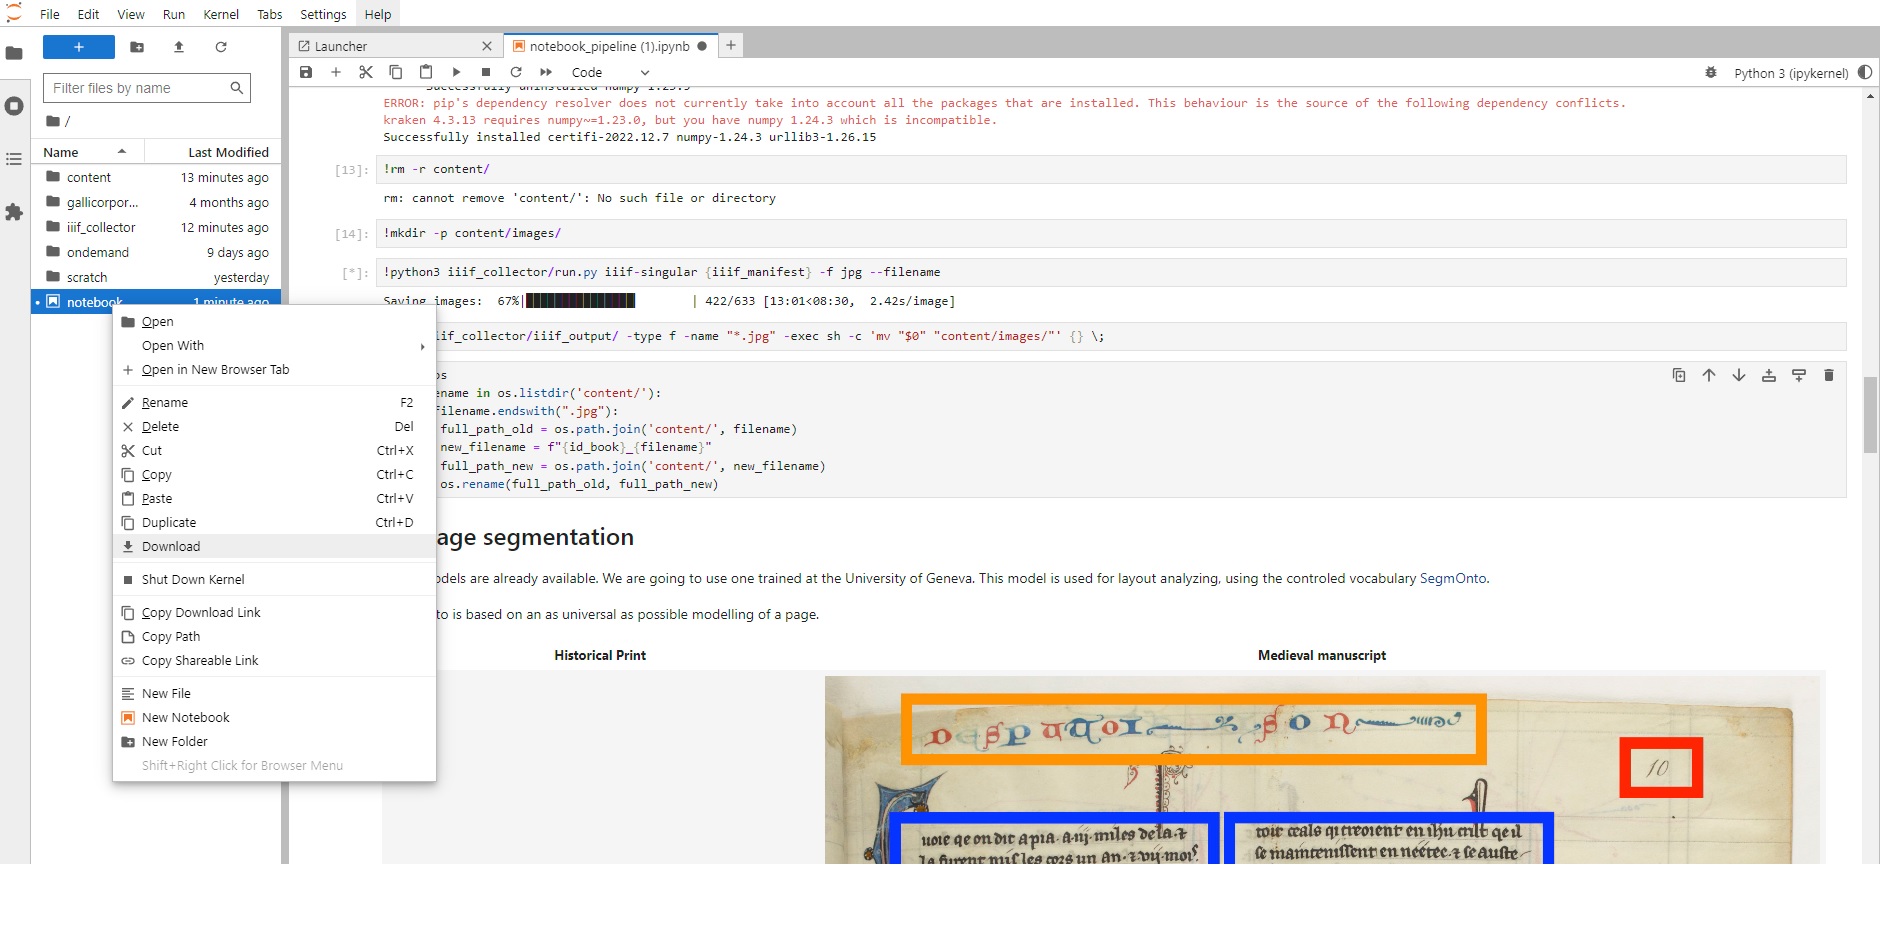 File Edit View Run Kernel Tabs Settings Help
Launcher
notebook_pipeline (1).ipynb
Code
Python 3 (ipykernel)
Filter files by name
/
Name Last Modified
content 13 minutes ago
gallicorpor... 4 months ago
iiif_collector 12 minutes ago
ondemand 9 days ago
scratch yesterday
notebook 1 minute ago
Open
Open With
Open in New Browser Tab
Rename F2
Delete Del
Cut Ctrl+X
Copy Ctrl+C
Paste Ctrl+V
Duplicate Ctrl+D
Download
Shut Down Kernel
Copy Download Link
Copy Path
Copy Shareable Link
New File
New Notebook
New Folder
Shift+Right Click for Browser Menu
Successfully uninstalled numpy-1.23.5
ERROR: pip's dependency resolver does not currently take into account all the packages that are installed. This behaviour is the source of the following dependency conflicts.
kraken 4.3.13 requires numpy~=1.23.0, but you have numpy 1.24.3 which is incompatible.
Successfully installed certifi-2022.12.7 numpy-1.24.3 urllib3-1.26.15
[13]: !rm -r content/
rm: cannot remove 'content/': No such file or directory
[14]: !mkdir -p content/images/
[*]: !python3 iiif_collector/run.py iiif-singular {iiif_manifest} -f jpg --filename
Saving images: 67%| | 422/633 [13:01<08:30, 2.42s/image]
iif_collector/iiif_output/ -type f -name "*.jpg" -exec sh -c 'mv "$0" "content/images/"' {} \;
os
ename in os.listdir('content/'):
filename.endswith(".jpg"):
full_path_old = os.path.join('content/', filename)
new_filename = f"{id_book}_{filename}"
full_path_new = os.path.join('content/', new_filename)
os.rename(full_path_old, full_path_new)
age segmentation
odels are already available. We are going to use one trained at the University of Geneva. This model is used for layout analyzing, using the controled vocabulary SegmOnto.
to is based on an as universal as possible modelling of a page.
Historical Print
Medieval manuscript
10